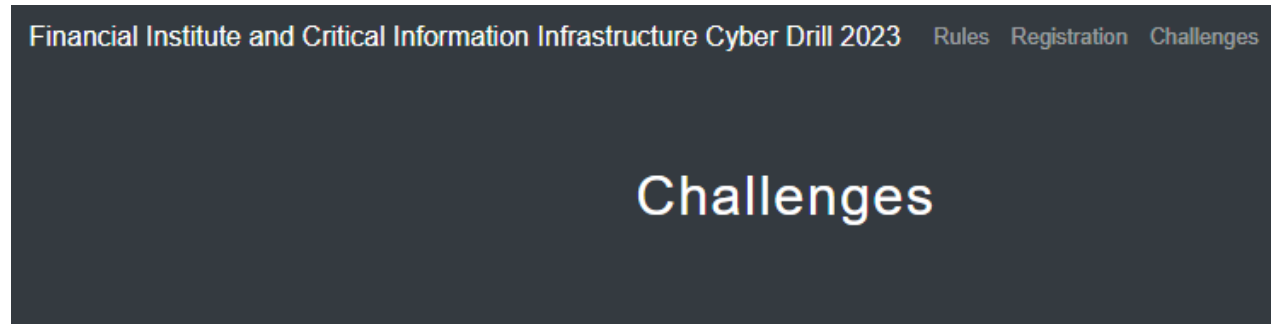 Financial Institute and Critical Information Infrastructure Cyber Drill 2023 Rules Registration Challenges
Challenges